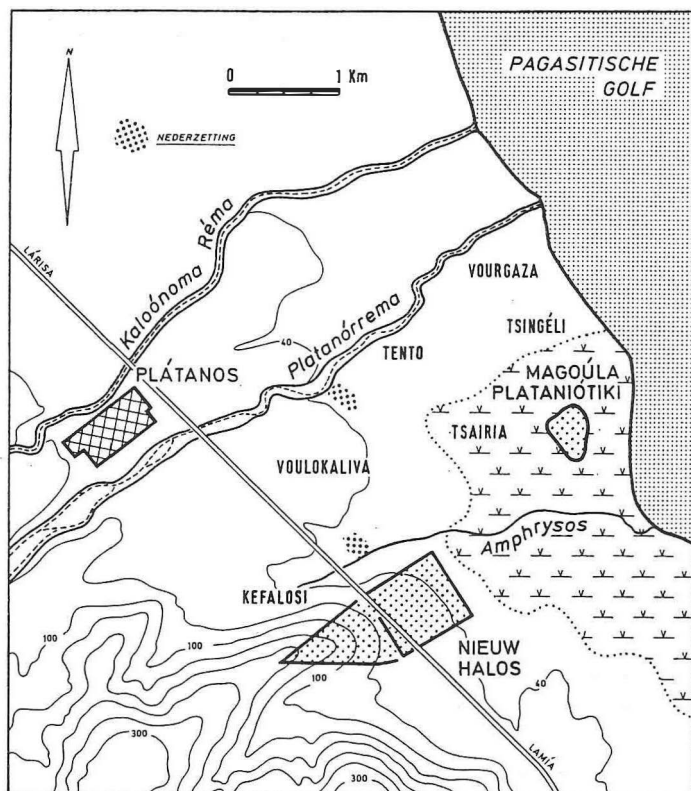 N
0 1 Km
PAGASITISCHE
GOLF
NEDERZETTING
LÁRISA
Kaloónoma Réma
VOURGAZA
Platanórrema
TSINGÉLI
40
TENTO
PLÁTANOS
MAGOÚLA
PLATANIÓTIKI
TSAIRIA
VOULOKALIVA
Amphrysos
KEFALOSI
100
100
NIEUW
HALOS
100
40
300
LAMÍA
300